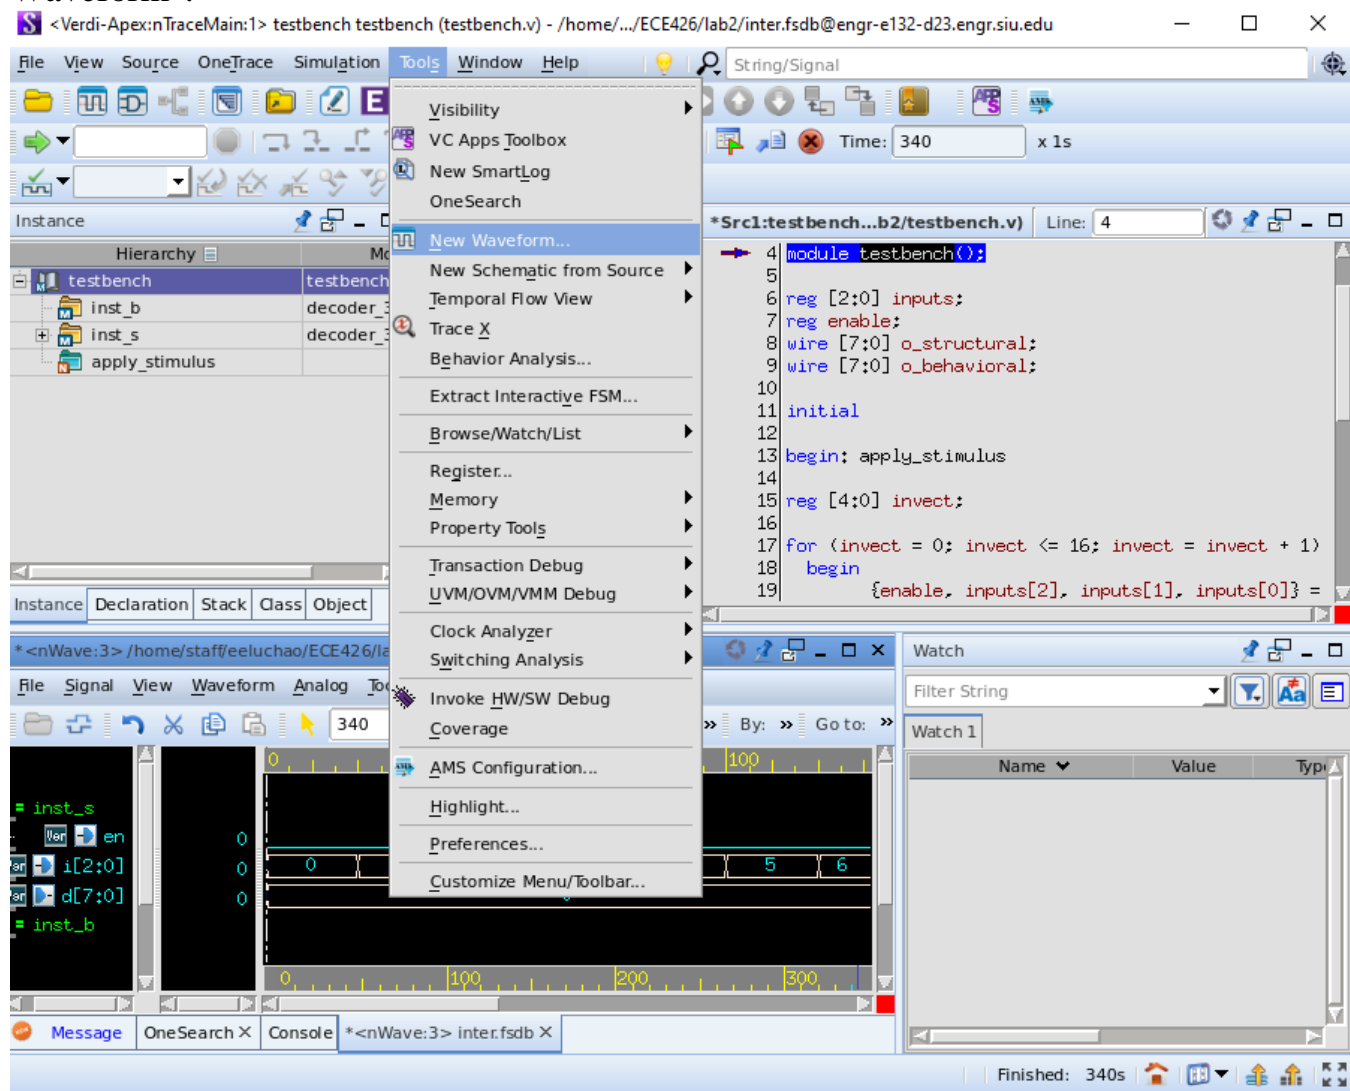 <Verdi-Apex:nTraceMain:1> testbench testbench (testbench.v) - /home/.../ECE426/lab2/inter.fsdb@engr-e132-d23.engr.siu.edu
File View Source OneTrace Simulation Tools Window Help
String/Signal
Time: 340 x 1s
Instance
Hierarchy
testbench testbench
inst_b
inst_s
apply_stimulus
Instance Declaration Stack Class Object
Visibility
VC Apps Toolbox
New SmartLog
OneSearch
New Waveform...
New Schematic from Source
Temporal Flow View
Trace X
Behavior Analysis...
Extract Interactive FSM...
Browse/Watch/List
Register...
Memory
Property Tools
Transaction Debug
UVM/OVM/VMM Debug
Clock Analyzer
Switching Analysis
Invoke HW/SW Debug
Coverage
AMS Configuration...
Highlight...
Preferences...
Customize Menu/Toolbar...
*Src1:testbench...b2/testbench.v) Line: 4
4 module testbench();
5
6 reg [2:0] inputs;
7 reg enable;
8 wire [7:0] o_structural;
9 wire [7:0] o_behavioral;
10
11 initial
12
13 begin: apply_stimulus
14
15 reg [4:0] invect;
16
17 for (invect = 0; invect <= 16; invect = invect + 1)
18 begin
19 {enable, inputs[2], inputs[1], inputs[0]} =
*<nWave:3> /home/staff/eeluchao/ECE426/la
File Signal View Waveform Analog
340 » By: » Go to: »
0 100
= inst_s
en 0
i[2:0] 0 0 5 6
d[7:0] 0
= inst_b
0 100 200 300
Message OneSearch X Console *<nWave:3> inter.fsdb X
Watch
Filter String
Watch 1
Name Value
Finished: 340s